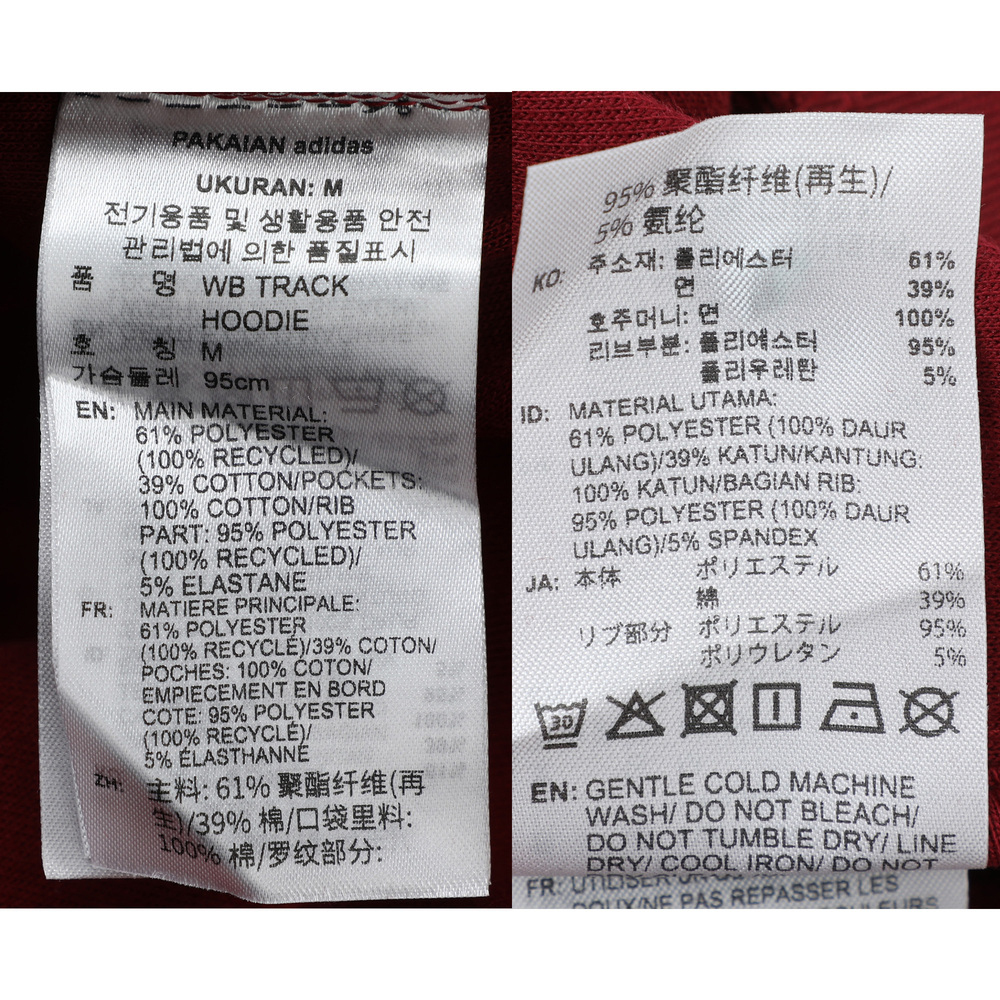 PAKAIAN adidas
UKURAN: M
전기용품 및 생활용품 안전
관리법에 의한 품질표시
품 명 WB TRACK
HOODIE
호 칭 M
가슴둘레 95cm
EN: MAIN MATERIAL:
61% POLYESTER
(100% RECYCLED)/
39% COTTON/POCKETS:
100% COTTON/RIB
PART: 95% POLYESTER
(100% RECYCLED)/
5% ELASTANE
FR: MATIERE PRINCIPALE:
61% POLYESTER
(100% RECYCLÉ)/39% COTON/
POCHES: 100% COTON/
EMPIECEMENT EN BORD
COTE: 95% POLYESTER
(100% RECYCLÉ)/
5% ÉLASTHANNE
ZH: 主料: 61% 聚酯纤维(再
生)/39% 棉/口袋里料:
100% 棉/罗纹部分:
95% 聚酯纤维(再生)/
5% 氨纶
KO: 주소재: 폴리에스터 61%
면 39%
호주머니: 면 100%
리브부분: 폴리에스터 95%
폴리우레탄 5%
ID: MATERIAL UTAMA:
61% POLYESTER (100% DAUR
ULANG)/39% KATUN/KANTUNG:
100% KATUN/BAGIAN RIB:
95% POLYESTER (100% DAUR
ULANG)/5% SPANDEX
JA: 本体 ポリエステル 61%
綿 39%
リブ部分 ポリエステル 95%
ポリウレタン 5%
30
EN: GENTLE COLD MACHINE
WASH/ DO NOT BLEACH/
DO NOT TUMBLE DRY/ LINE
DRY/ COOL IRON/ DO NOT
FR: UTILISER
DOUX/NE PAS REPASSER LES